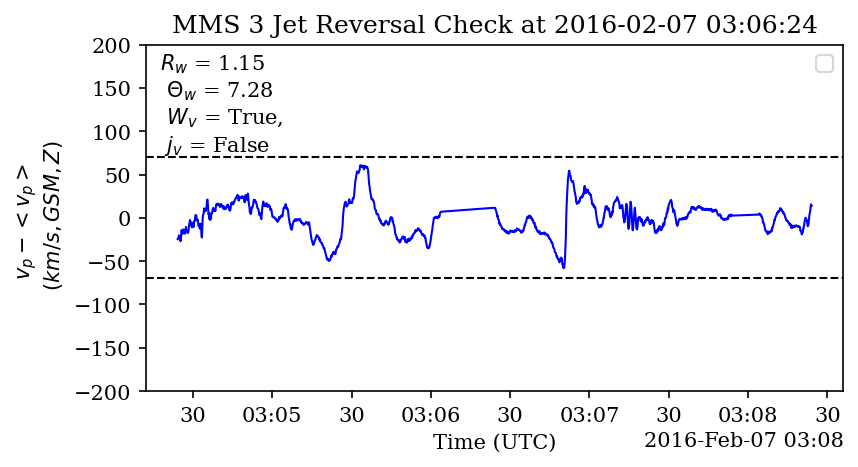 MMS 3 Jet Reversal Check at 2016-02-07 03:06:24
R_w = 1.15
Θ_w = 7.28
W_v = True,
j_v = False
v_p − < v_p >
(km/s, GSM, Z)
200
150
100
50
0
−50
−100
−150
−200
30 03:05 30 03:06 30 03:07 30 03:08 30
Time (UTC)
2016-Feb-07 03:08